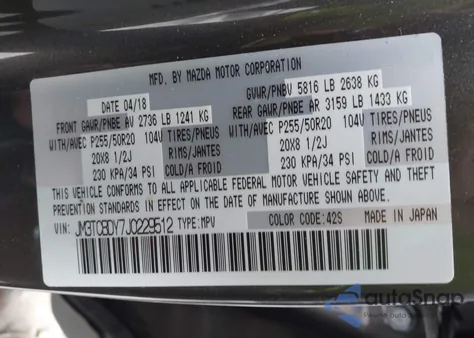 MFD. BY MAZDA MOTOR CORPORATION
DATE 04/18
GVWR/PNBV 5816 LB 2638 KG
FRONT GAWR/PNBE AV 2736 LB 1241 KG
REAR GAWR/PNBE AR 3159 LB 1433 KG
WITH/AVEC P255/50R20 104V TIRES/PNEUS
WITH/AVEC P255/50R20 104V TIRES/PNEUS
20X8 1/2J RIMS/JANTES
20X8 1/2J RIMS/JANTES
230 KPA/34 PSI COLD/A FROID
230 KPA/34 PSI COLD/A FROID
THIS VEHICLE CONFORMS TO ALL APPLICABLE FEDERAL MOTOR VEHICLE SAFETY AND THEFT
PREVENTION STANDARDS IN EFFECT ON THE DATE OF MANUFACTURE SHOWN ABOVE.
VIN: JM3TCBDY7J0229512 TYPE:MPV
COLOR CODE:42S MADE IN JAPAN
autoSnap